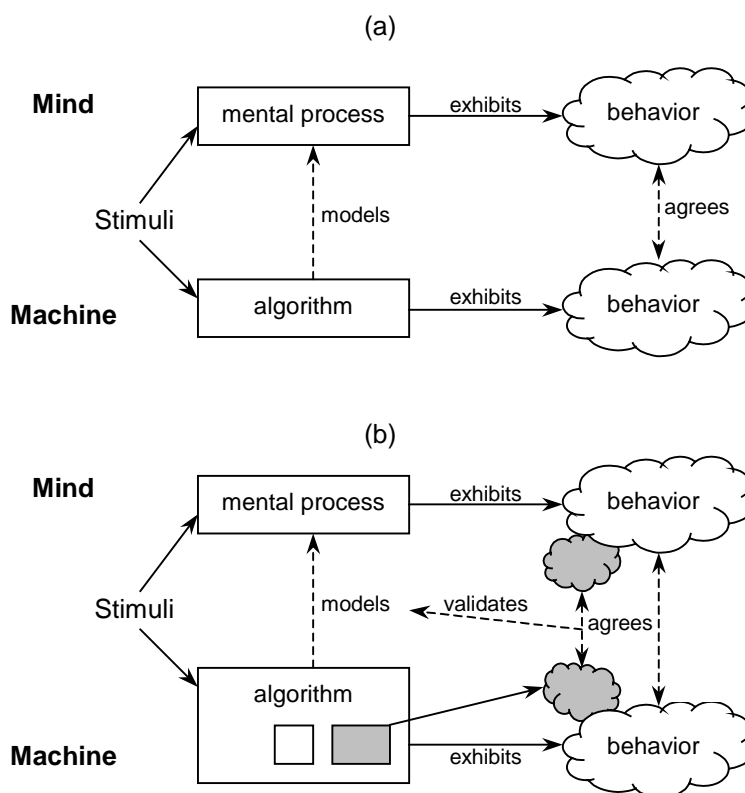 (a)
Mind
mental process
exhibits
behavior
Stimuli
models
agrees
Machine
algorithm
exhibits
behavior
(b)
Mind
mental process
exhibits
behavior
Stimuli
models
validates
agrees
algorithm
Machine
exhibits
behavior